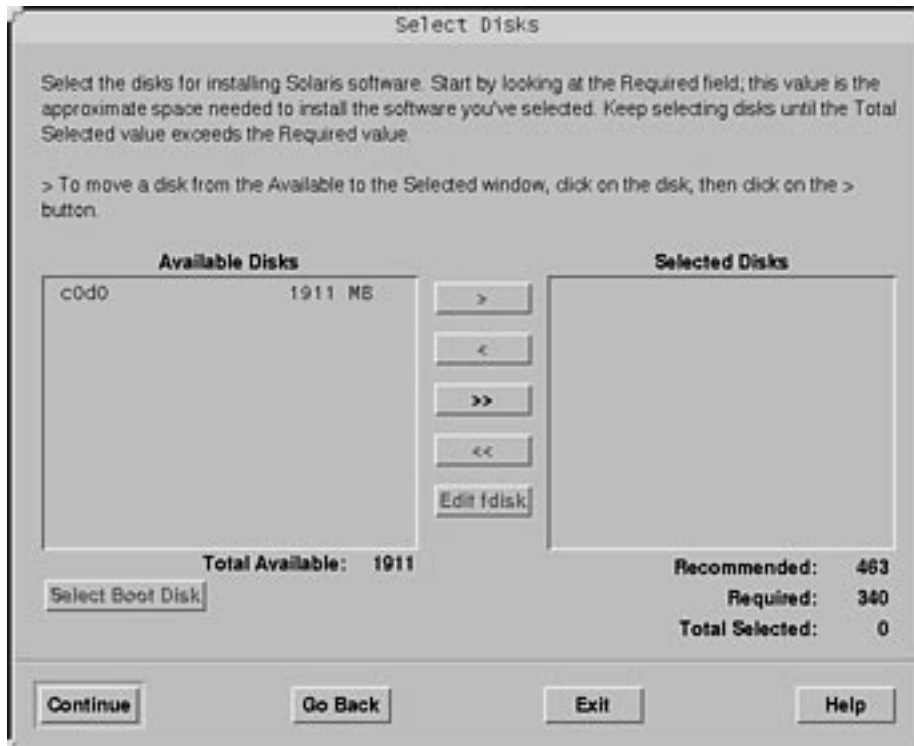 Select Disks
Select the disks for installing Solaris software. Start by looking at the Required field; this value is the
approximate space needed to install the software you've selected. Keep selecting disks until the Total
Selected value exceeds the Required value.
> To move a disk from the Available to the Selected window, click on the disk, then click on the >
button.
Available Disks
Selected Disks
c0d0 1911 MB
>
<
>>
<<
Edit fdisk
Total Available: 1911
Select Boot Disk
Recommended: 463
Required: 340
Total Selected: 0
Continue Go Back Exit Help